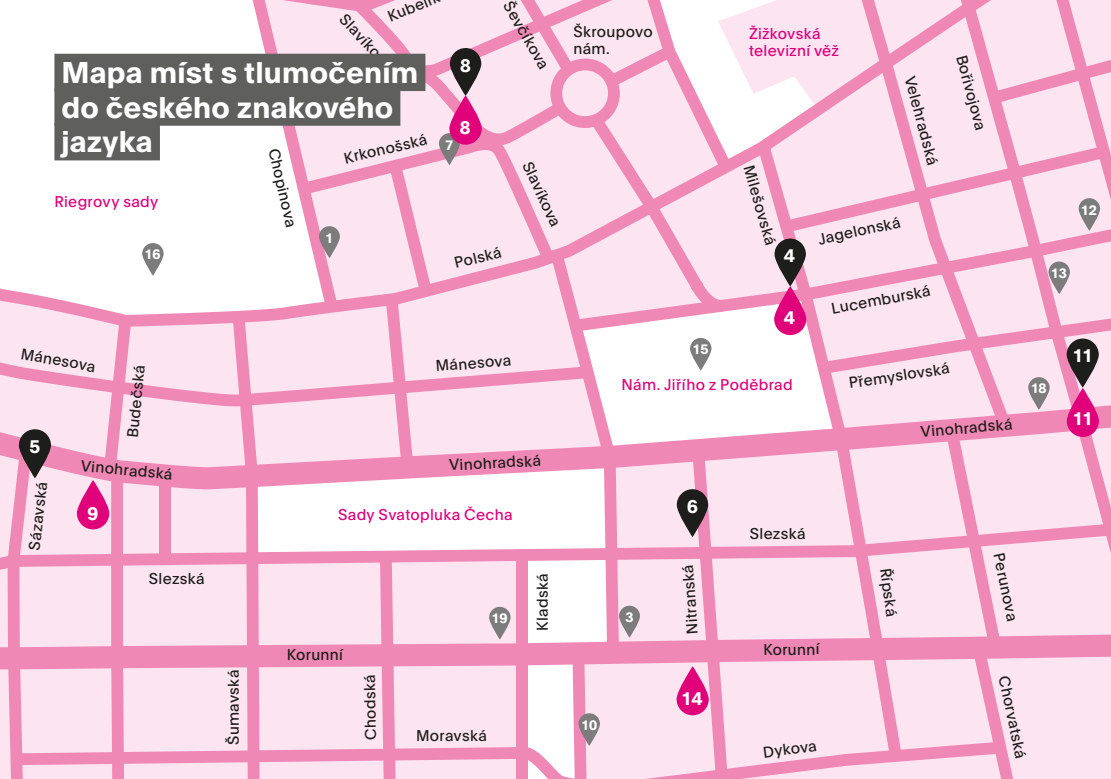 Mapa míst s tlumočením
do českého znakového
jazyka
Kubelík
Slavíko
Ševčíkova
Škroupovo
nám.
Žižkovská
televizní věž
Velehradská
Bořivojova
8
8
7
Krkonošská
Chopinova
Slavíkova
Milešovská
Riegrovy sady
16
1
Polská
Jagelonská
12
4
4
13
Lucemburská
Mánesova
Mánesova
Budečská
15
Nám. Jiřího z Poděbrad
Přemyslovská
18
11
11
Vinohradská
5
Vinohradská
Vinohradská
9
Sázavská
Sady Svatopluka Čecha
6
Slezská
Slezská
Kladská
Nitranská
Řípská
Perunova
19
3
Korunní
Korunní
Šumavská
Chodská
14
Chorvatská
10
Moravská
Dykova